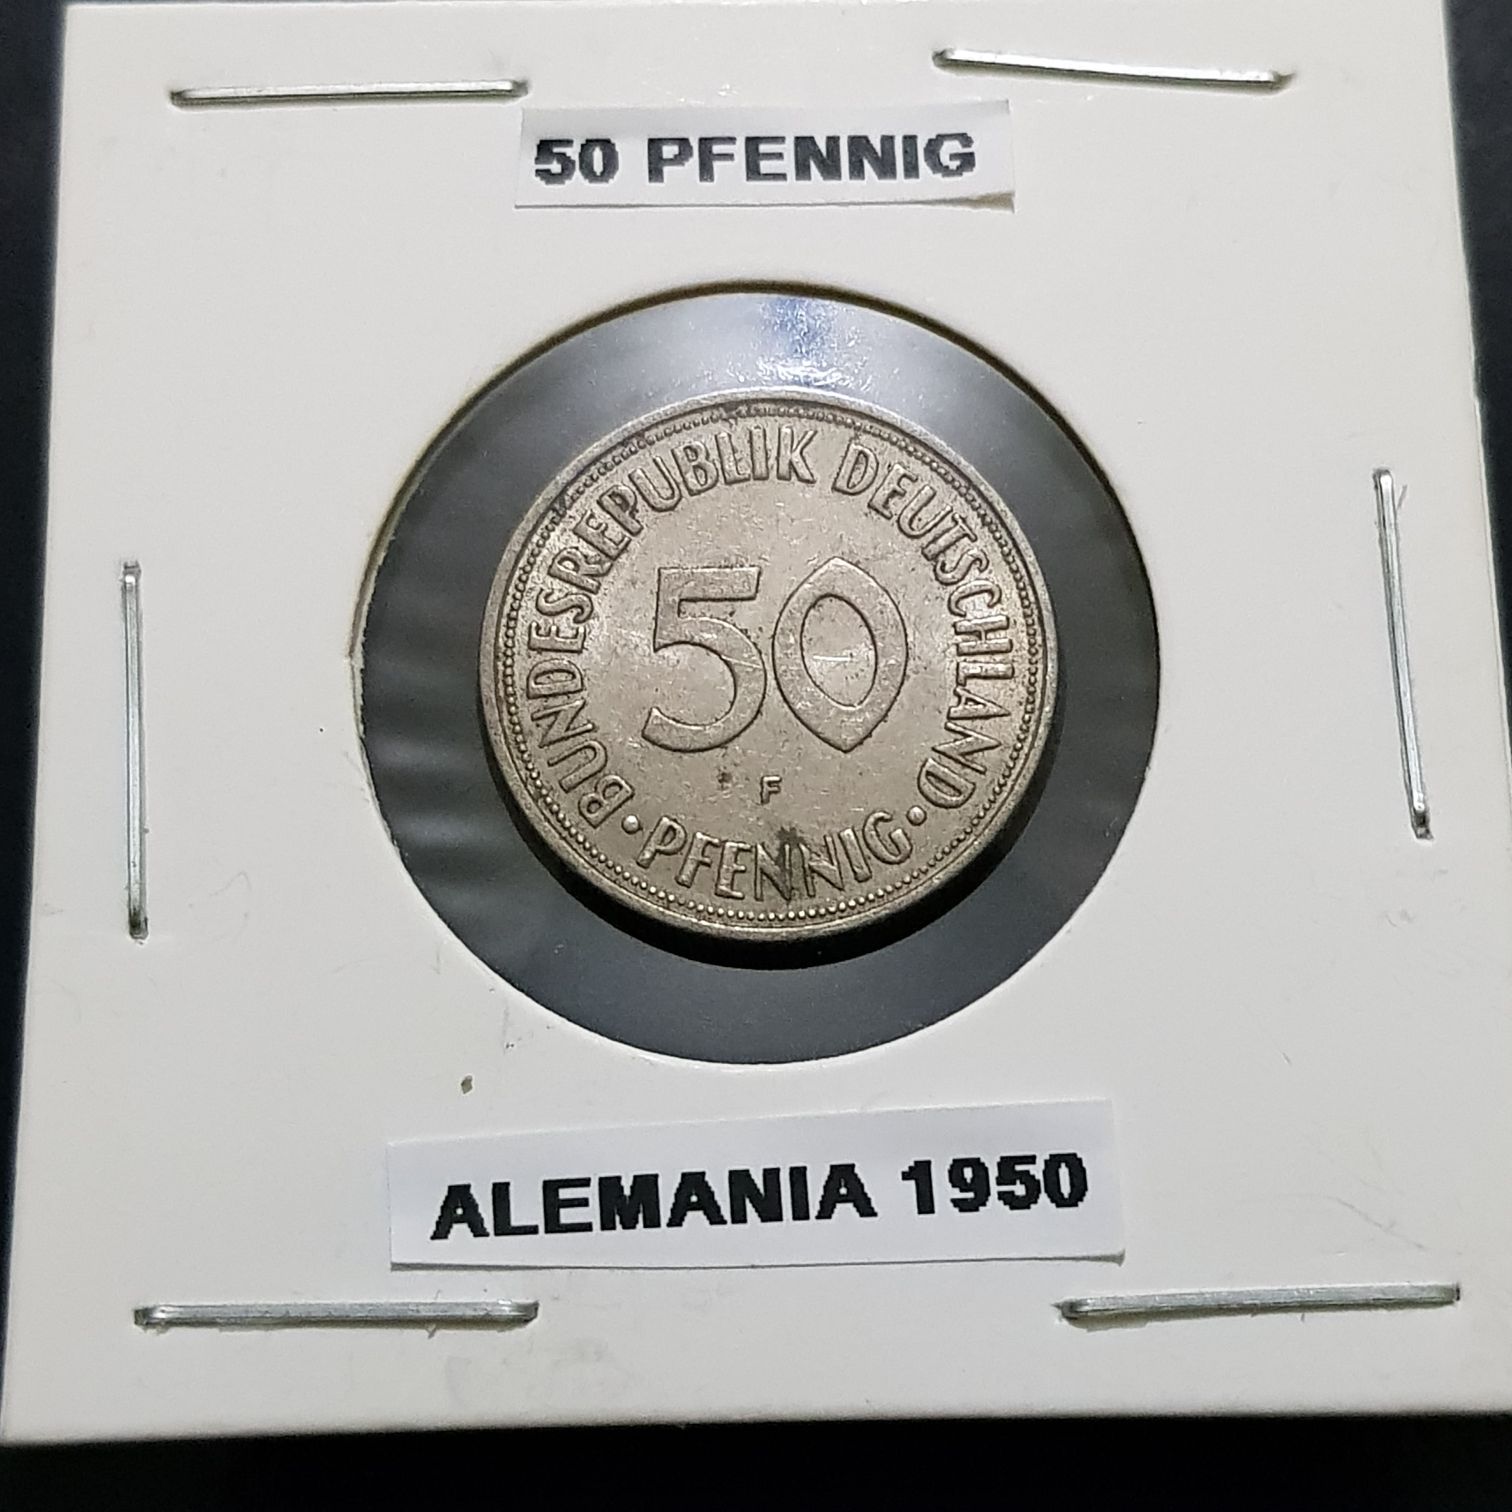 50 PFENNIG
BUNDESREPUBLIK DEUTSCHLAND
50
F
• PFENNIG •
ALEMANIA 1950